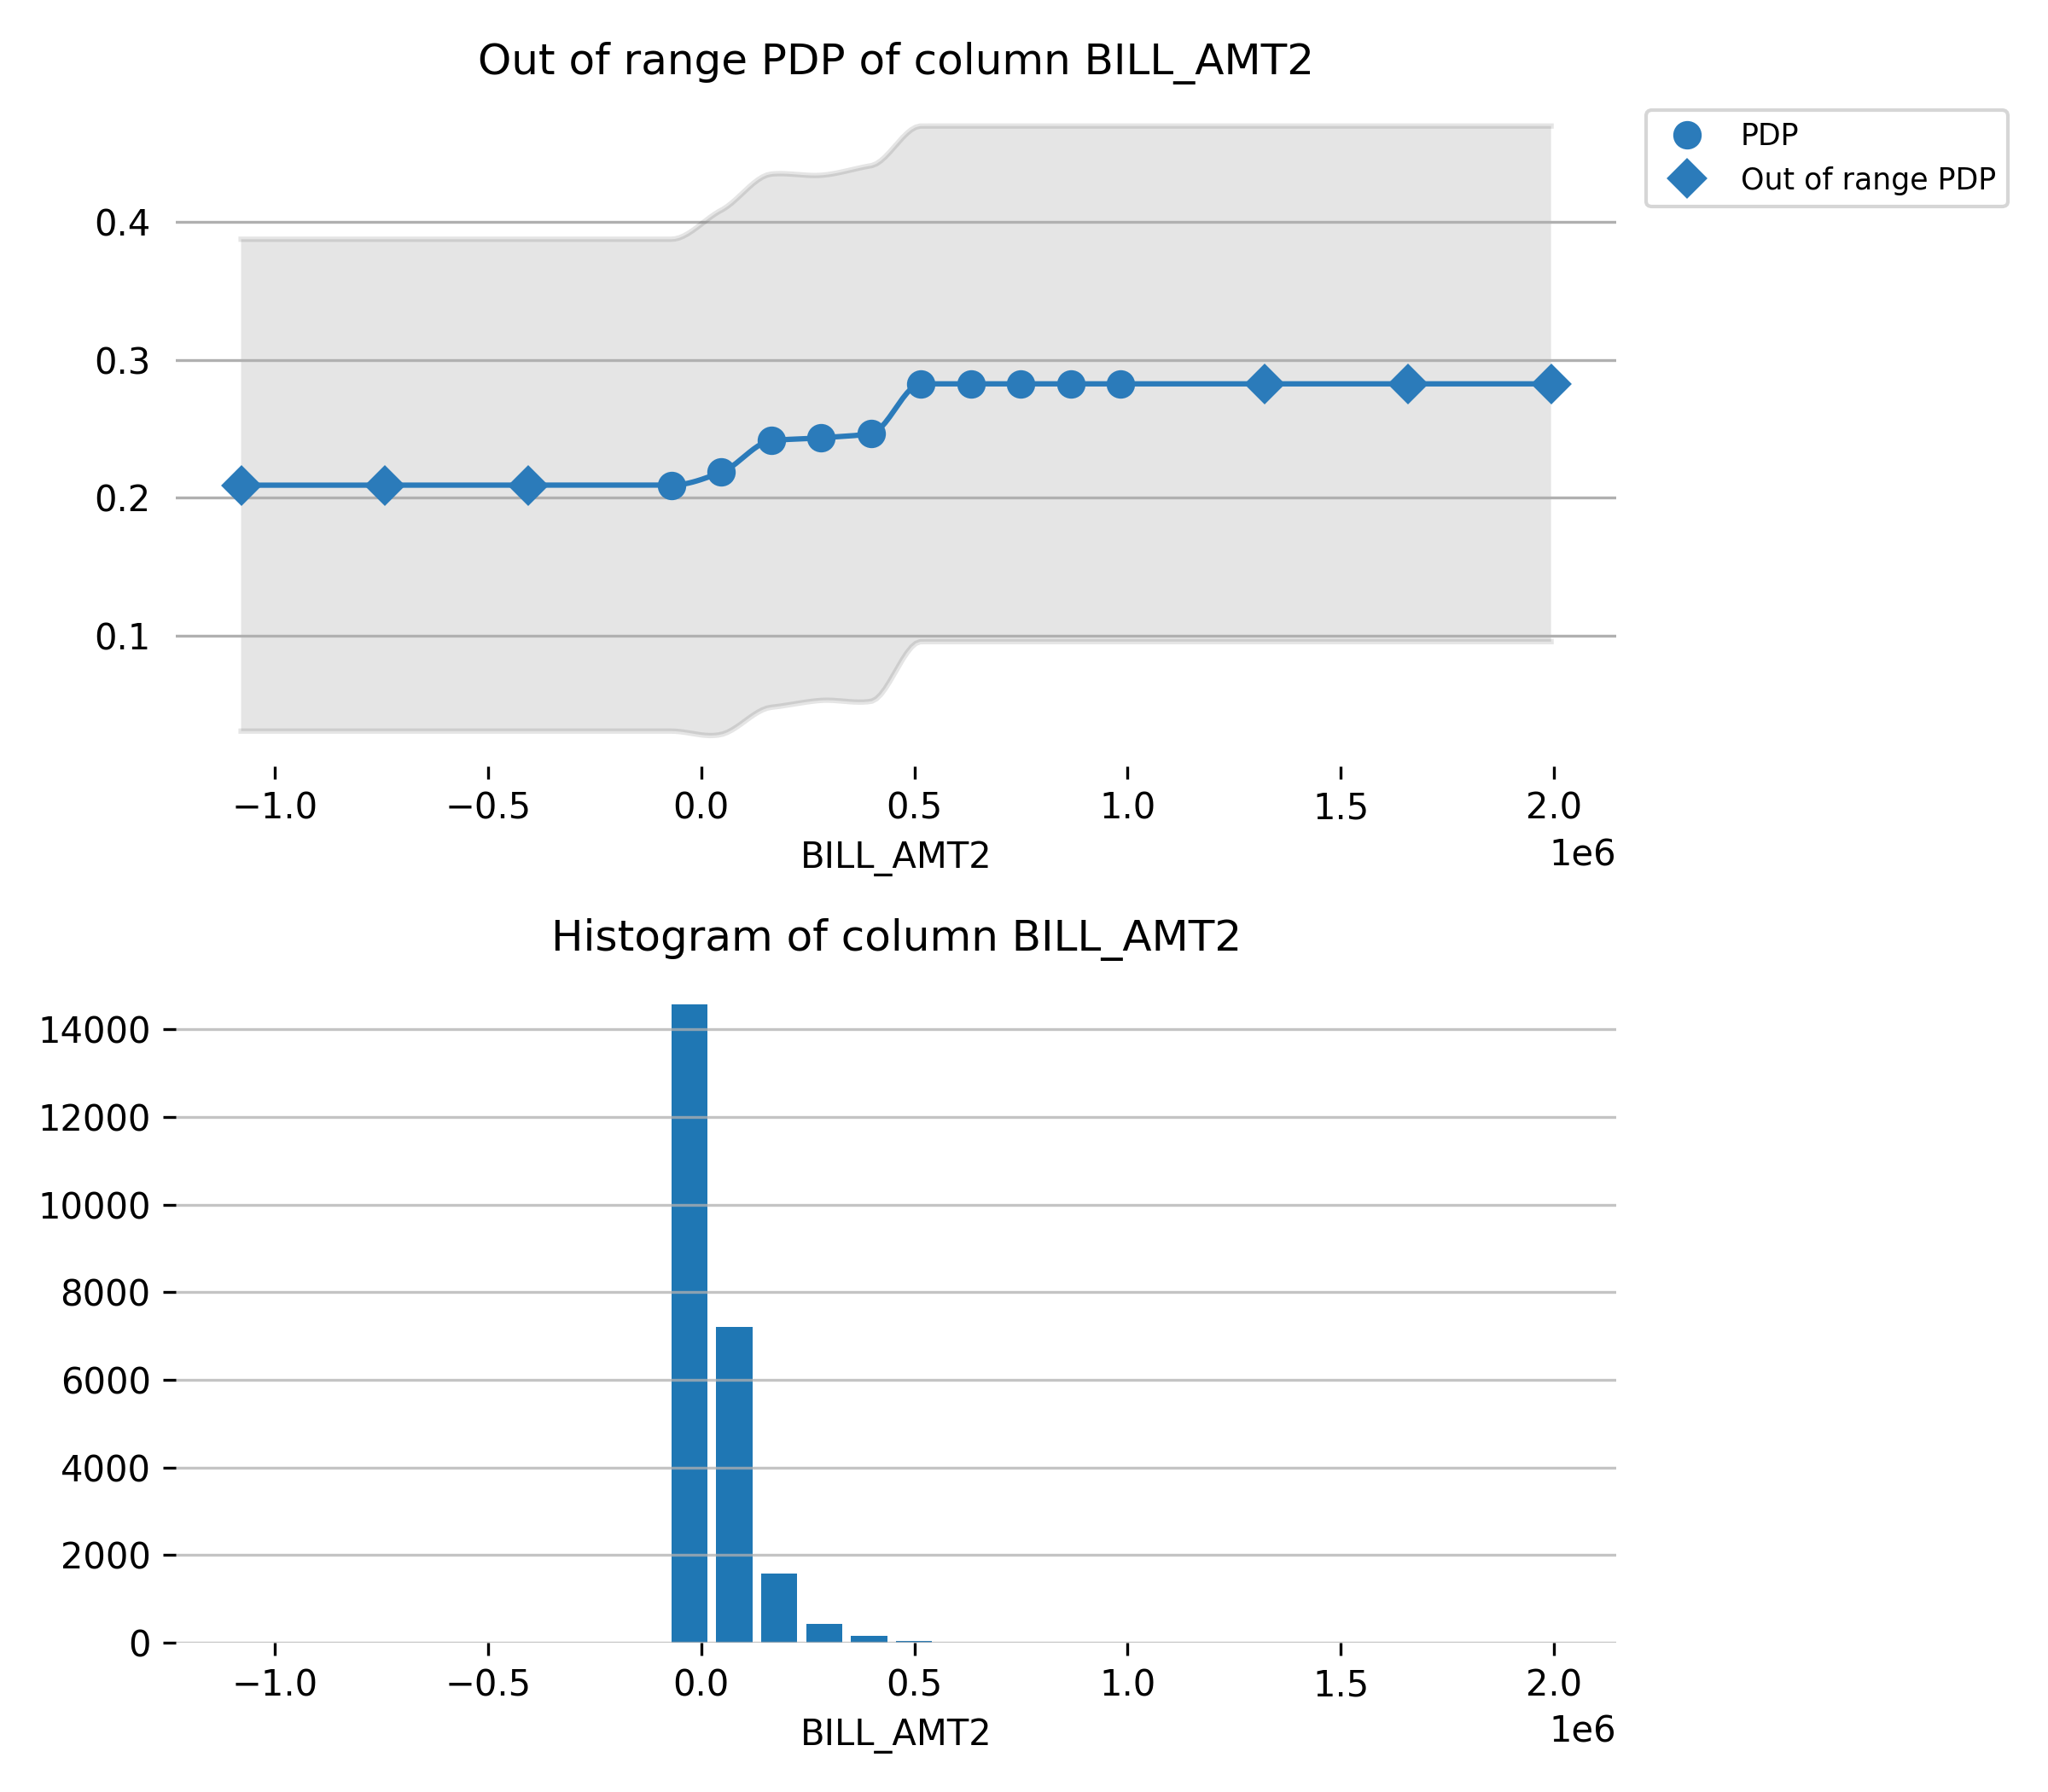 Out of range PDP of column BILL_AMT2
PDP
Out of range PDP
0.4
0.3
0.2
0.1
−1.0 −0.5 0.0 0.5 1.0 1.5 2.0
BILL_AMT2
1e6
Histogram of column BILL_AMT2
14000
12000
10000
8000
6000
4000
2000
0
−1.0 −0.5 0.0 0.5 1.0 1.5 2.0
BILL_AMT2
1e6